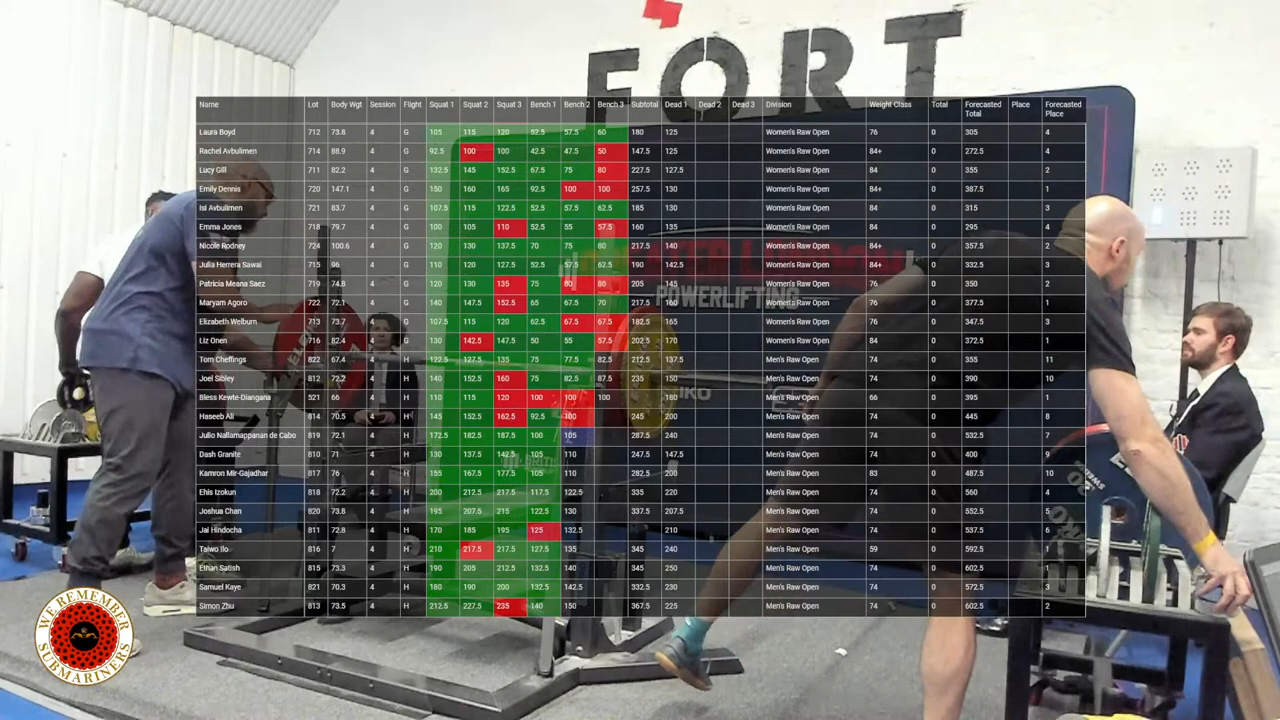 FORT
Name Lot Body Wgt Session Flight Squat 1 Squat 2 Squat 3 Bench 1 Bench 2 Bench 3 Subtotal Dead 1 Dead 2 Dead 3 Division Weight Class Total Forecasted Total Place Forecasted Place
Laura Boyd 712 73.8 4 G 105 115 120 52.5 57.5 60 180 125 Women's Raw Open 76 0 305 4
Rachel Avbulimen 714 88.9 4 G 92.5 100 100 42.5 47.5 50 147.5 125 Women's Raw Open 84+ 0 272.5 4
Lucy Gill 711 82.2 4 G 132.5 145 152.5 67.5 75 80 227.5 127.5 Women's Raw Open 84 0 355 2
Emily Dennis 720 147.1 4 G 150 160 165 92.5 100 100 257.5 130 Women's Raw Open 84+ 0 387.5 1
Isi Avbulimen 721 83.7 4 G 107.5 115 122.5 52.5 57.5 62.5 185 130 Women's Raw Open 84 0 315 3
Emma Jones 718 79.7 4 G 100 105 110 52.5 55 57.5 160 135 Women's Raw Open 84 0 295 4
Nicole Rodney 724 100.6 4 G 120 130 137.5 70 75 80 217.5 140 Women's Raw Open 84+ 0 357.5 2
Julia Herrera Sawai 715 96 4 G 110 120 127.5 52.5 57.5 62.5 190 142.5 Women's Raw Open 84+ 0 332.5 3
Patricia Meana Saez 719 74.8 4 G 120 130 135 75 80 80 205 145 Women's Raw Open 76 0 350 2
Maryam Agoro 722 72.1 4 G 140 147.5 152.5 65 67.5 70 217.5 160 Women's Raw Open 76 0 377.5 1
Elizabeth Welburn 713 73.7 4 G 107.5 115 120 62.5 67.5 67.5 182.5 165 Women's Raw Open 76 0 347.5 3
Liz Onen 716 82.4 4 G 130 142.5 147.5 50 55 57.5 202.5 170 Women's Raw Open 84 0 372.5 1
Tom Cheffings 822 67.4 4 H 122.5 127.5 135 75 77.5 82.5 212.5 137.5 Men's Raw Open 74 0 355 11
Joel Sibley 812 72.2 4 H 140 152.5 160 75 82.5 87.5 235 150 Men's Raw Open 74 0 390 10
Bless Kewte-Diangana 521 66 4 H 110 115 120 100 100 100 180 Men's Raw Open 66 0 395 1
Haseeb Ali 814 70.5 4 H 145 152.5 162.5 92.5 100 245 200 Men's Raw Open 74 0 445 8
Julio Nallamappanan de Cabo 819 72.1 4 H 172.5 182.5 187.5 100 105 287.5 240 Men's Raw Open 74 0 532.5 7
Dash Granite 810 71 4 H 130 137.5 142.5 105 110 247.5 147.5 Men's Raw Open 74 0 400 9
Kamron Mir-Gajadhar 817 76 4 H 155 167.5 177.5 105 110 282.5 200 Men's Raw Open 83 0 487.5 10
Ehis Izokun 818 72.2 4 H 200 212.5 217.5 117.5 122.5 335 220 Men's Raw Open 74 0 560 4
Joshua Chan 820 73.8 4 H 195 207.5 215 122.5 130 337.5 207.5 Men's Raw Open 74 0 552.5 5
Jai Hindocha 811 72.8 4 H 170 185 195 125 132.5 210 Men's Raw Open 74 0 537.5 6
Taiwo Ilo 816 7 4 H 210 217.5 217.5 127.5 135 345 240 Men's Raw Open 59 0 592.5 1
Ethan Satish 815 73.3 4 H 190 205 212.5 132.5 140 345 250 Men's Raw Open 74 0 602.5 1
Samuel Kaye 821 70.3 4 H 180 190 200 132.5 142.5 332.5 230 Men's Raw Open 74 0 572.5 3
Simon Zhu 813 73.5 4 H 212.5 227.5 235 140 150 367.5 225 Men's Raw Open 74 0 602.5 2
POWERLIFTING
WE REMEMBER SUBMARINERS